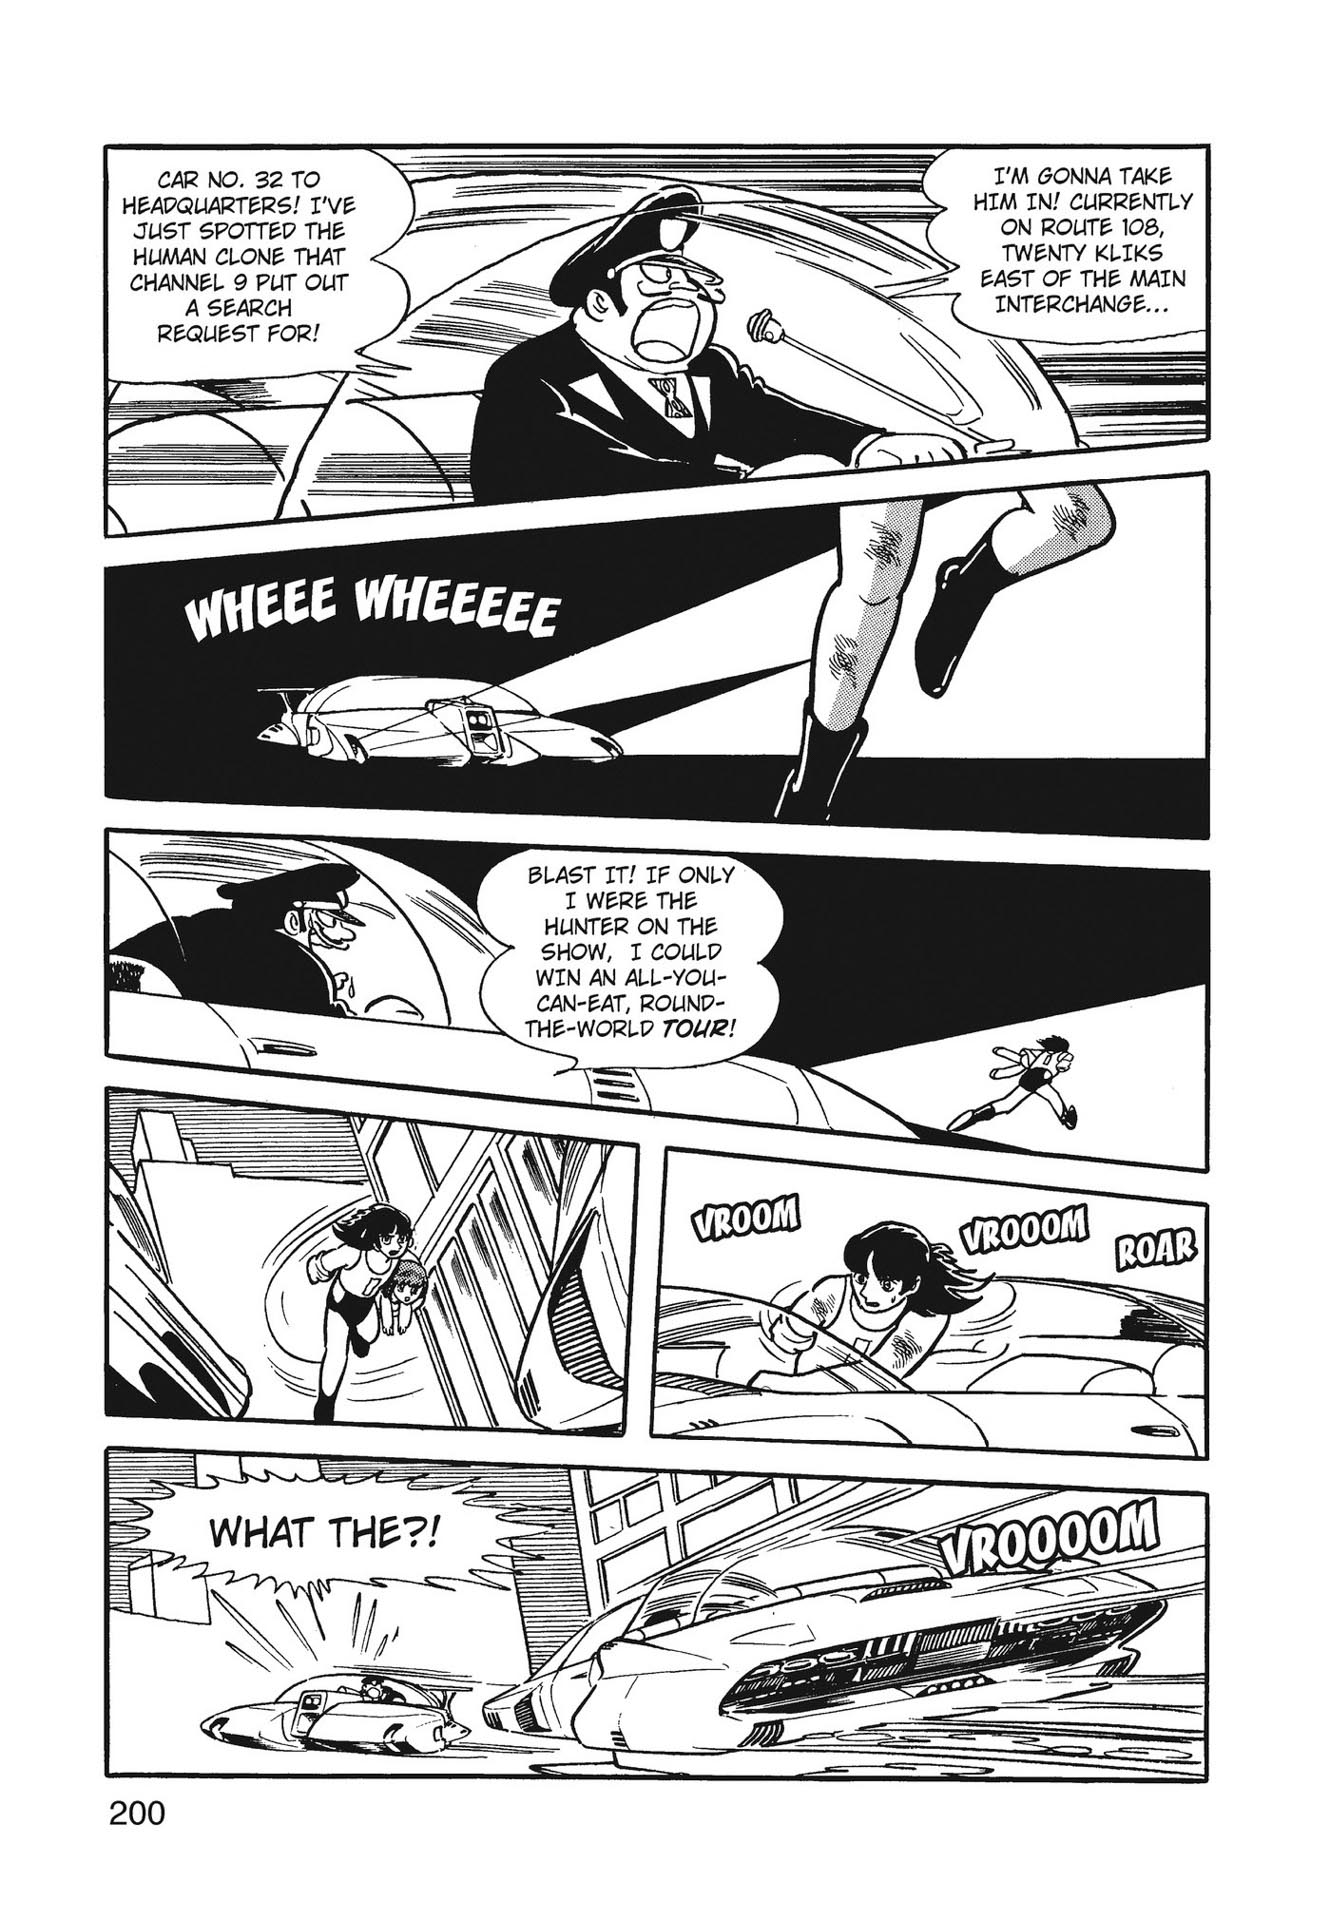 CAR NO. 32 TO
HEADQUARTERS! I'VE
JUST SPOTTED THE
HUMAN CLONE THAT
CHANNEL 9 PUT OUT
A SEARCH
REQUEST FOR!
I'M GONNA TAKE
HIM IN! CURRENTLY
ON ROUTE 108,
TWENTY KLIKS
EAST OF THE MAIN
INTERCHANGE...
WHEEE WHEEEEE
BLAST IT! IF ONLY
I WERE THE
HUNTER ON THE
SHOW, I COULD
WIN AN ALL-YOU-
CAN-EAT, ROUND-
THE-WORLD TOUR!
VROOM
VROOOM
ROAR
WHAT THE?!
VROOOOM
200